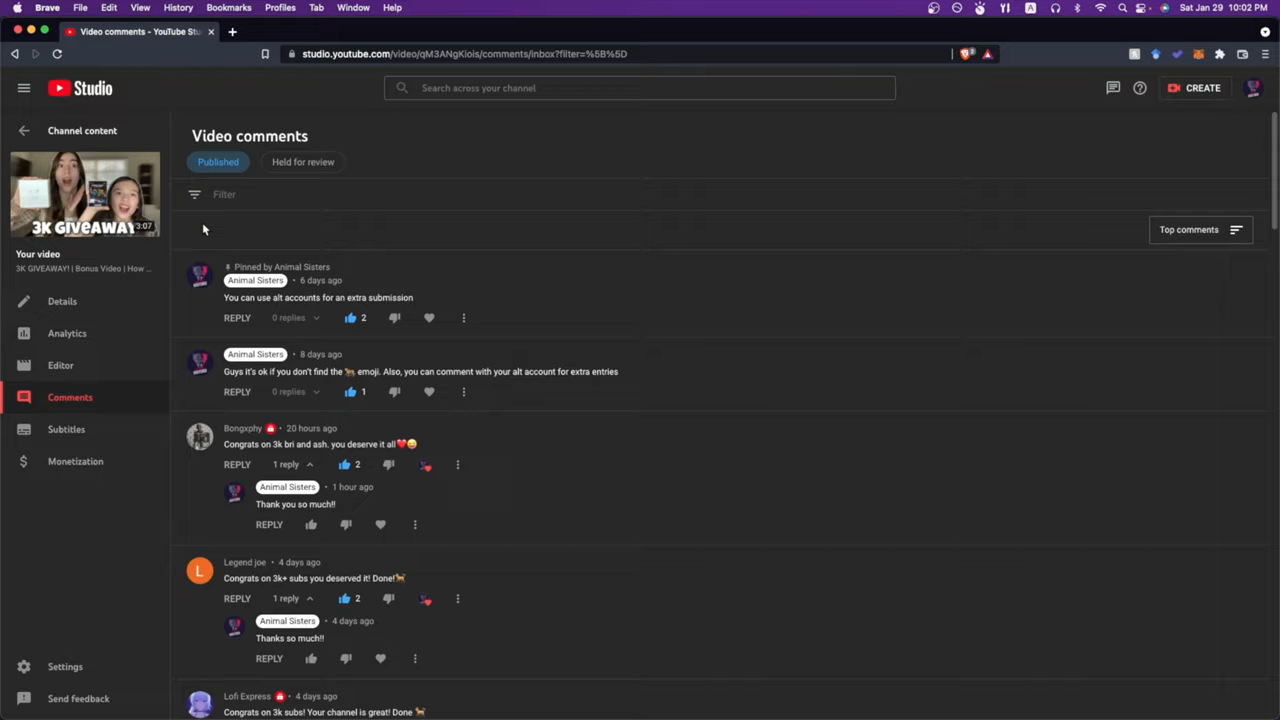 Brave File Edit View History Bookmarks Profiles Tab Window Help
A
Sat Jan 29 10:02 PM
Video comments - YouTube Stu
studio.youtube.com/video/qM3ANgKiois/comments/inbox?filter=%5B%5D
Studio
Search across your channel
CREATE
Channel content
3K GIVEAWAY
3:07
Your video
3K GIVEAWAY! | Bonus Video | How ...
Details
Analytics
Editor
Comments
Subtitles
Monetization
Settings
Send feedback
Video comments
Published
Held for review
Filter
Top comments
Pinned by Animal Sisters
Animal Sisters • 6 days ago
You can use alt accounts for an extra submission
REPLY 0 replies 2
Animal Sisters • 8 days ago
Guys it's ok if you don't find the 🐅 emoji. Also, you can comment with your alt account for extra entries
REPLY 0 replies 1
Bongxphy • 20 hours ago
Congrats on 3k bri and ash. you deserve it all❤️😄
REPLY 1 reply 2
Animal Sisters • 1 hour ago
Thank you so much!!
REPLY
L
Legend joe • 4 days ago
Congrats on 3k+ subs you deserved it! Done!🐅
REPLY 1 reply 2
Animal Sisters • 4 days ago
Thanks so much!!
REPLY
Lofi Express • 4 days ago
Congrats on 3k subs! Your channel is great! Done 🐅